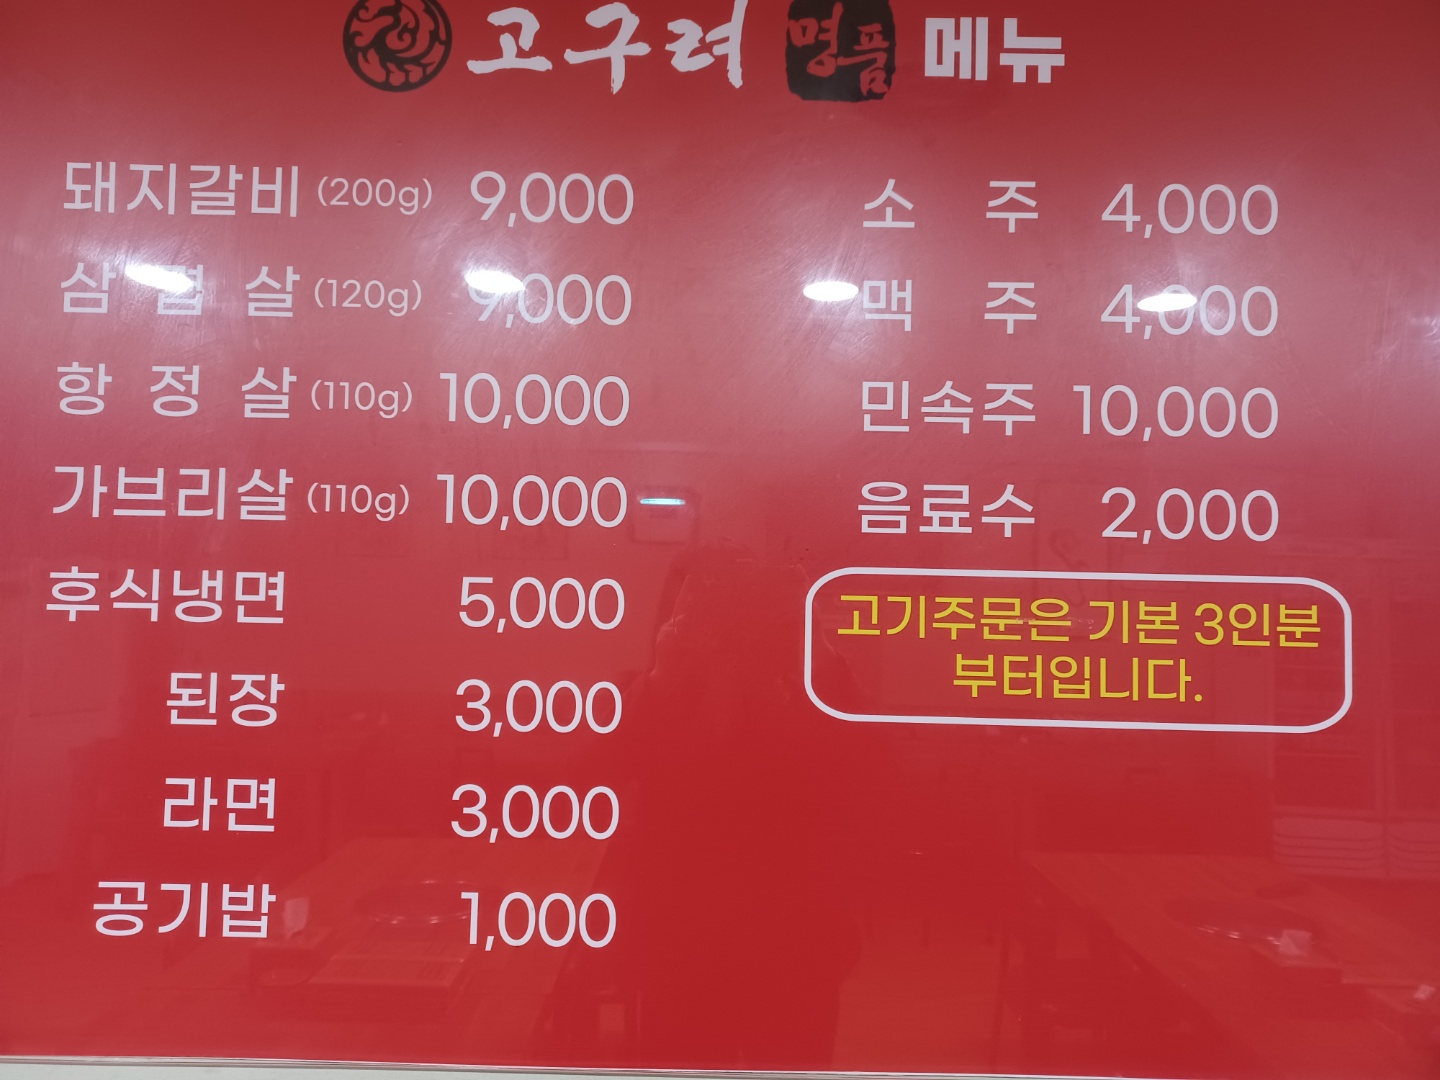 고구려 명품 메뉴
돼지갈비 (200g) 9,000
삼겹살 (120g) 9,000
항정살 (110g) 10,000
가브리살 (110g) 10,000
후식냉면 5,000
된장 3,000
라면 3,000
공기밥 1,000
소주 4,000
맥주 4,000
민속주 10,000
음료수 2,000
고기주문은 기본 3인분
부터입니다.